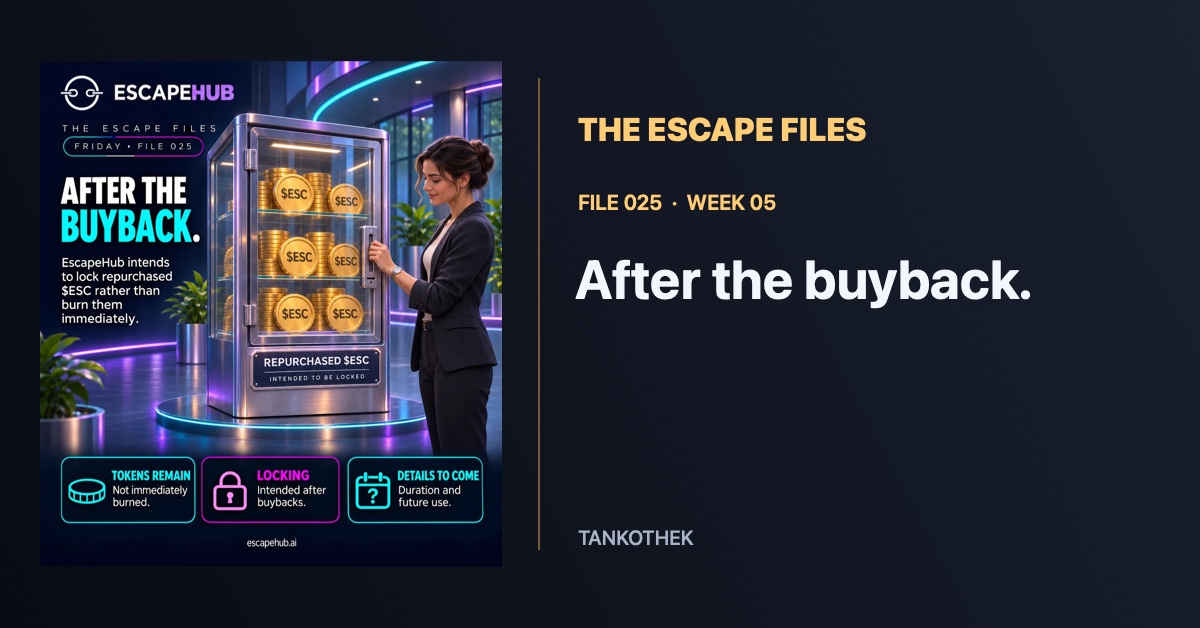 ESCAPEHUB
THE ESCAPE FILES
FRIDAY • FILE 025
AFTER THE
BUYBACK.
EscapeHub intends
to lock repurchased
$ESC rather than
burn them
immediately.
$ESC
$ESC
$ESC
$ESC
$ESC
$ESC
REPURCHASED $ESC
INTENDED TO BE LOCKED
TOKENS REMAIN
Not immediately
burned.
LOCKING
Intended after
buybacks.
?
DETAILS TO COME
Duration and
future use.
escapehub.ai
THE ESCAPE FILES
FILE 025 · WEEK 05
After the buyback.
TANKOTHEK